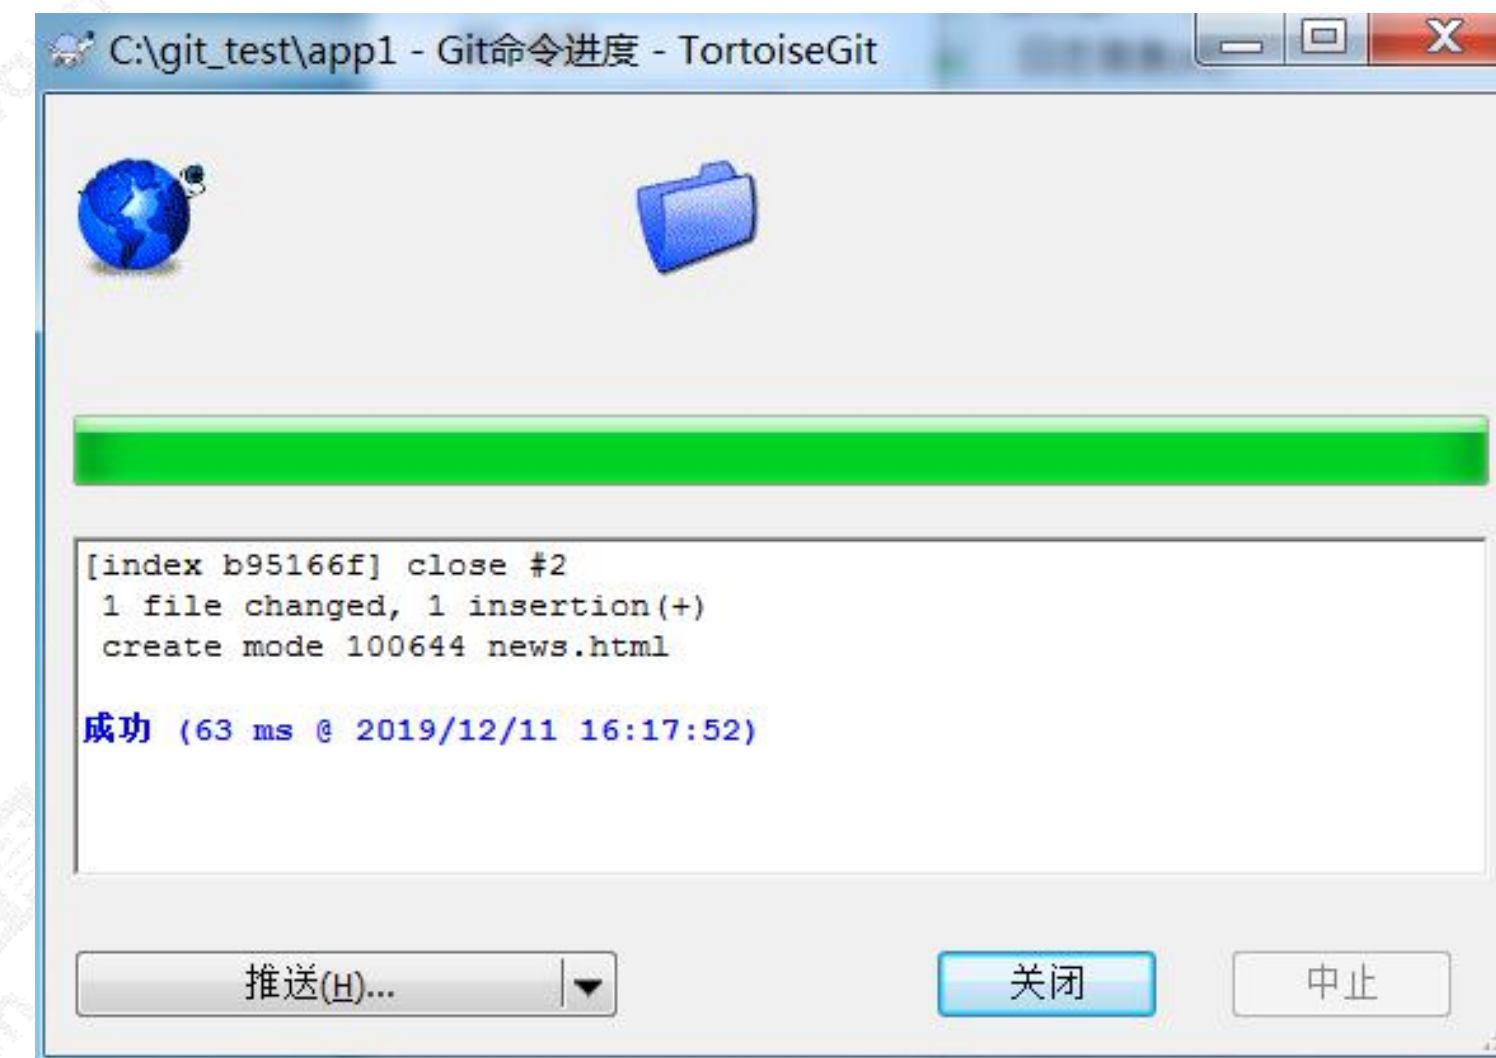 C:\git_test\app1 - Git命令进度 - TortoiseGit
[index b95166f] close #2
1 file changed, 1 insertion(+)
create mode 100644 news.html
成功 (63 ms @ 2019/12/11 16:17:52)
推送(H)...
关闭
中止